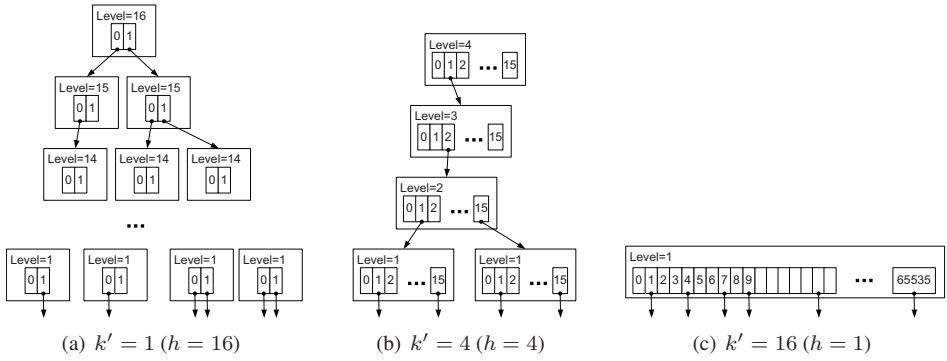 Level=16
0 1
Level=15
0 1
Level=15
0 1
Level=14
0 1
Level=14
0 1
Level=14
0 1
...
Level=1
0 1
Level=1
0 1
Level=1
0 1
Level=1
0 1
(a) k′ = 1 (h = 16)
Level=4
0 1 2 ... 15
Level=3
0 1 2 ... 15
Level=2
0 1 2 ... 15
Level=1
0 1 2 ... 15
Level=1
0 1 2 ... 15
(b) k′ = 4 (h = 4)
Level=1
0 1 2 3 4 5 6 7 8 9 ... 65535
(c) k′ = 16 (h = 1)